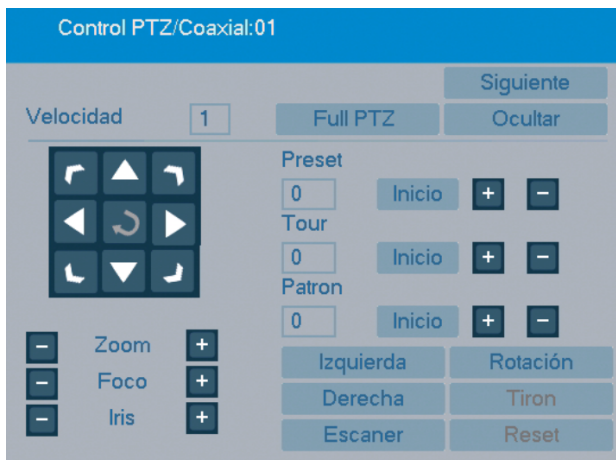 Control PTZ/Coaxial:01
Siguiente
Velocidad 1 Full PTZ Ocultar
Preset
0 Inicio + −
Tour
0 Inicio + −
Patron
0 Inicio + −
− Zoom +
− Foco +
− Iris +
Izquierda Rotación
Derecha Tiron
Escaner Reset